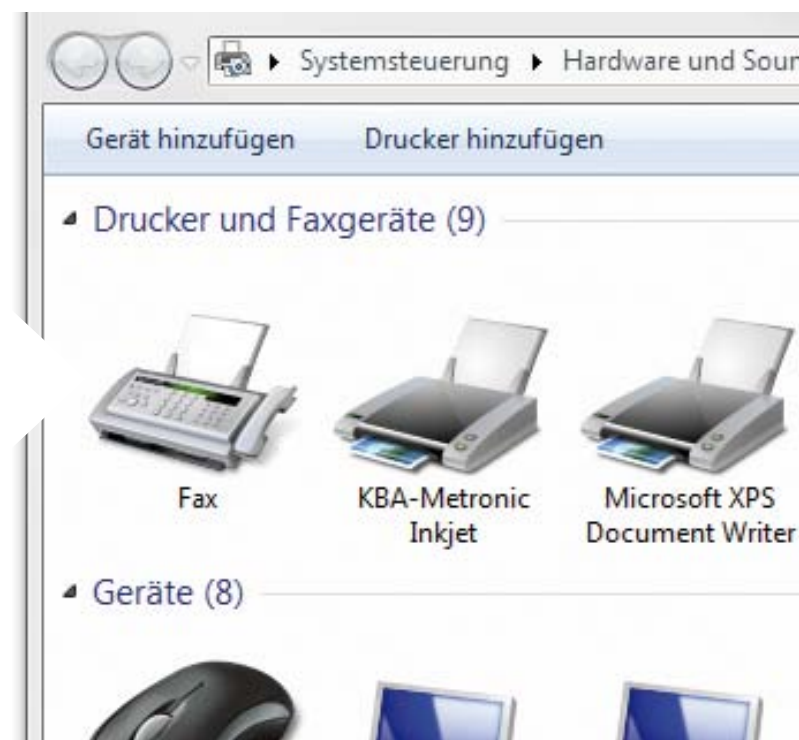 Systemsteuerung Hardware und Soun
Gerät hinzufügen Drucker hinzufügen
Drucker und Faxgeräte (9)
Fax
KBA-Metronic
Inkjet
Microsoft XPS
Document Writer
Geräte (8)